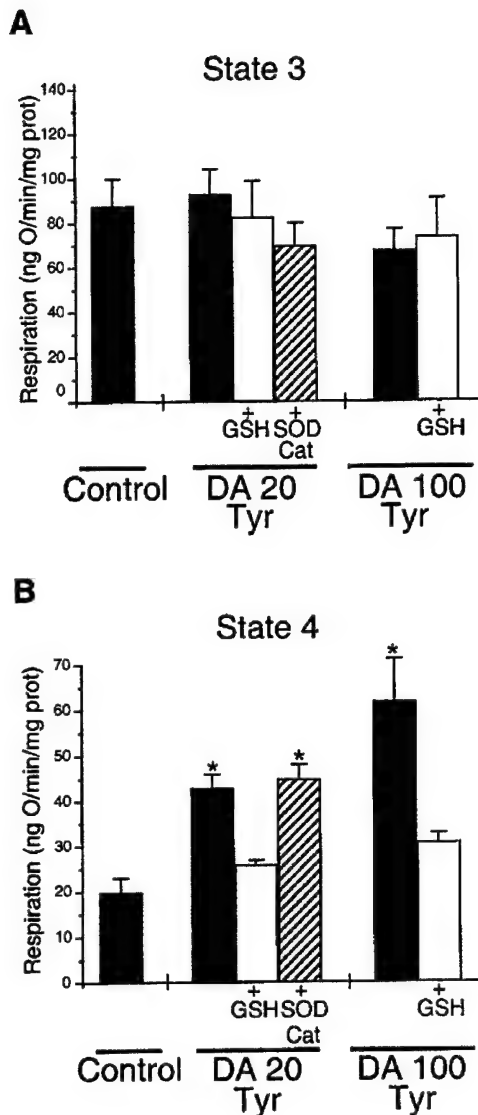 A
State 3
Respiration (ng O/min/mg prot)
140
120
100
80
60
40
20
0
+ +
GSH SOD
Cat
+
GSH
Control
DA 20
Tyr
DA 100
Tyr
B
State 4
Respiration (ng O/min/mg prot)
70
60
50
40
30
20
10
0
*
*
*
+ +
GSH SOD
Cat
+
GSH
Control
DA 20
Tyr
DA 100
Tyr